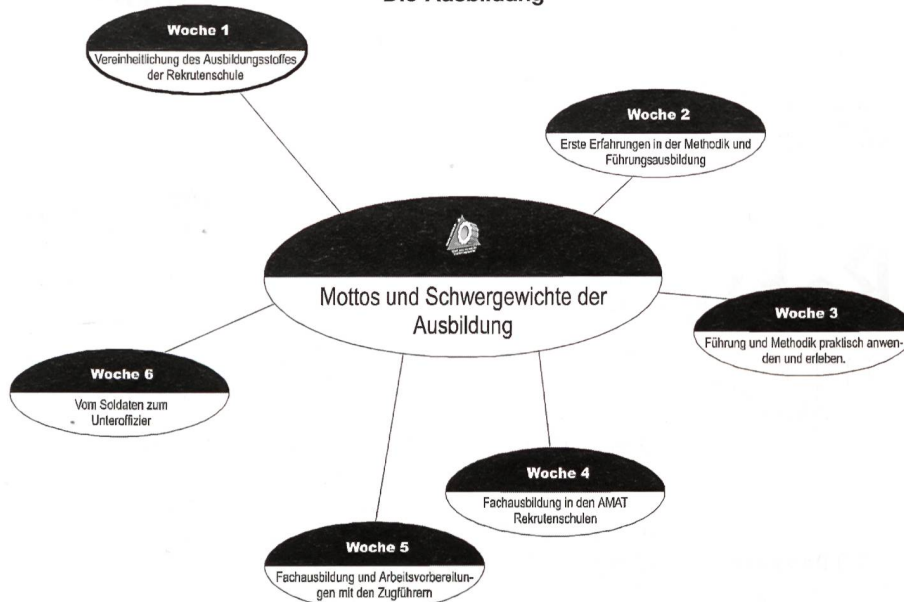 Die Ausbildung
Woche 1
Vereinheitlichung des Ausbildungsstoffes
der Rekrutenschule
Woche 2
Erste Erfahrungen in der Methodik und
Führungsausbildung
Mottos und Schwergewichte der
Ausbildung
Woche 3
Führung und Methodik praktisch anwen-
den und erleben.
Woche 6
Vom Soldaten zum
Unteroffizier
Woche 4
Fachausbildung in den AMAT
Rekrutenschulen
Woche 5
Fachausbildung und Arbeitsvorbereitun-
gen mit den Zugführern